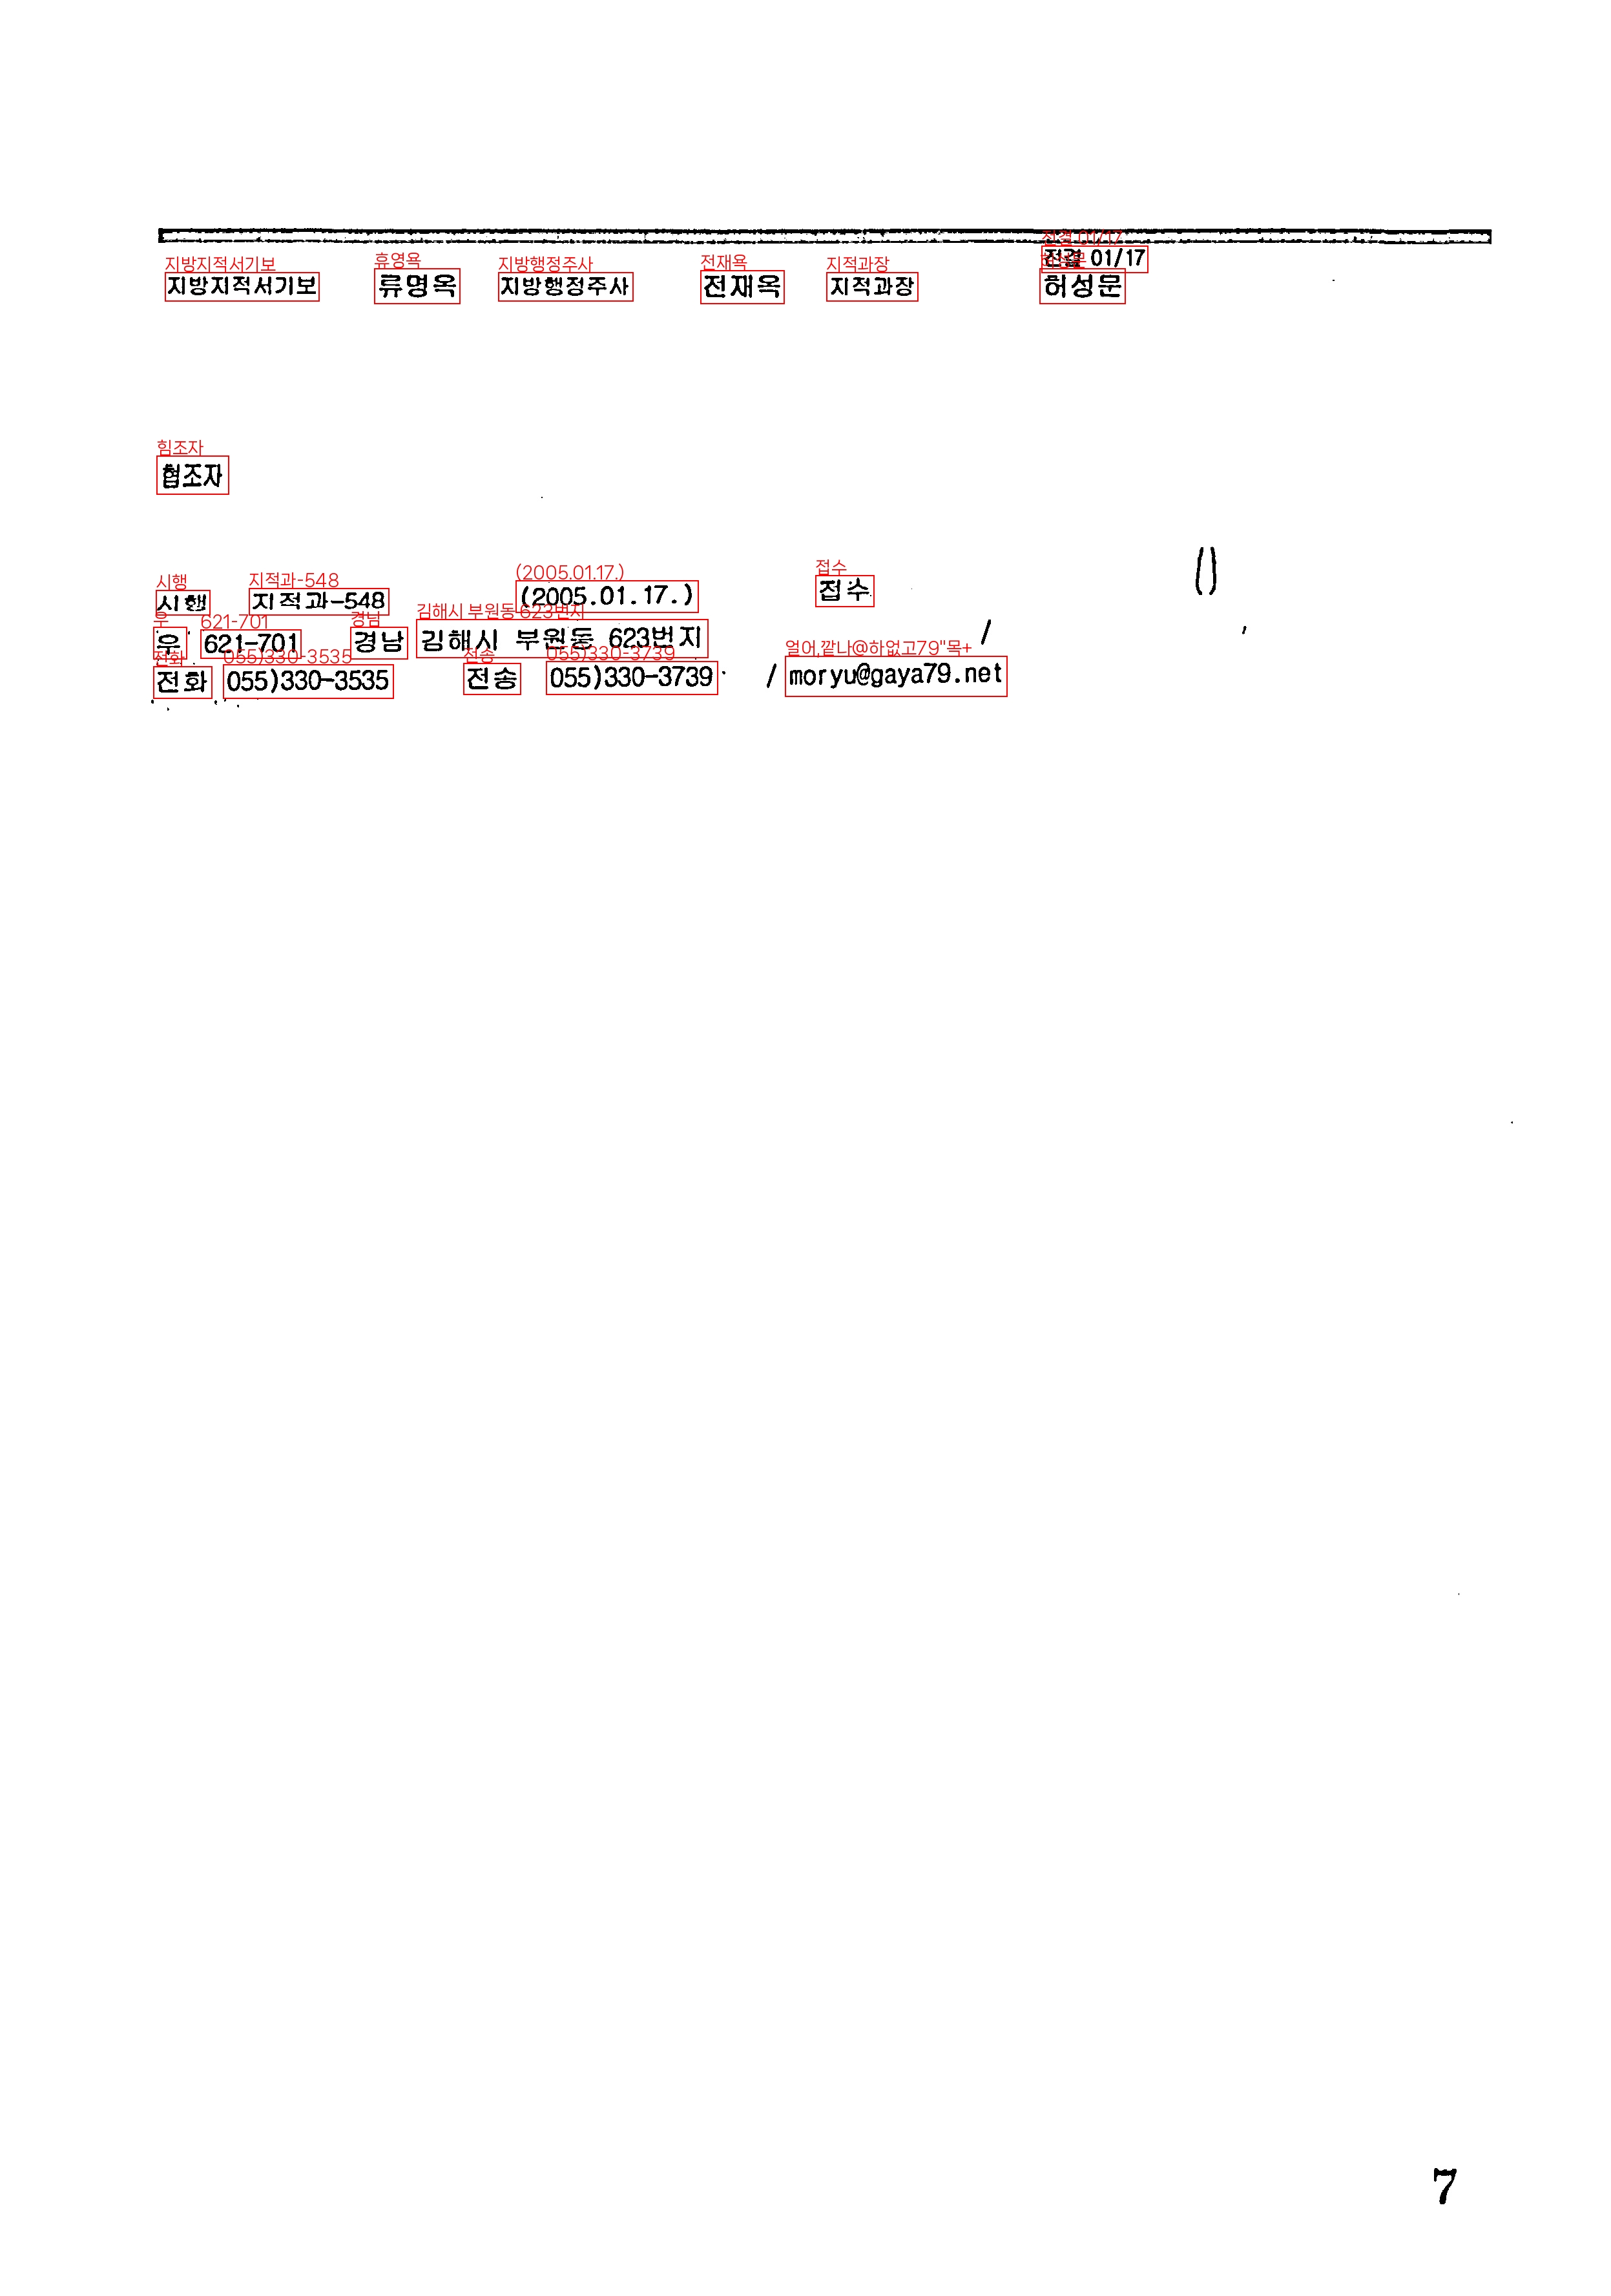 전결 01/17
지방지적서기보 류명옥 지방행정주사 전재옥 지적과장 허성문
협조자
시행 지적과-548 (2005.01.17.) 접수 ()
우 621-701 경남 김해시 부원동 623번지 /
전화 055)330-3535 전송 055)330-3739 / moryu@gaya79.net
7